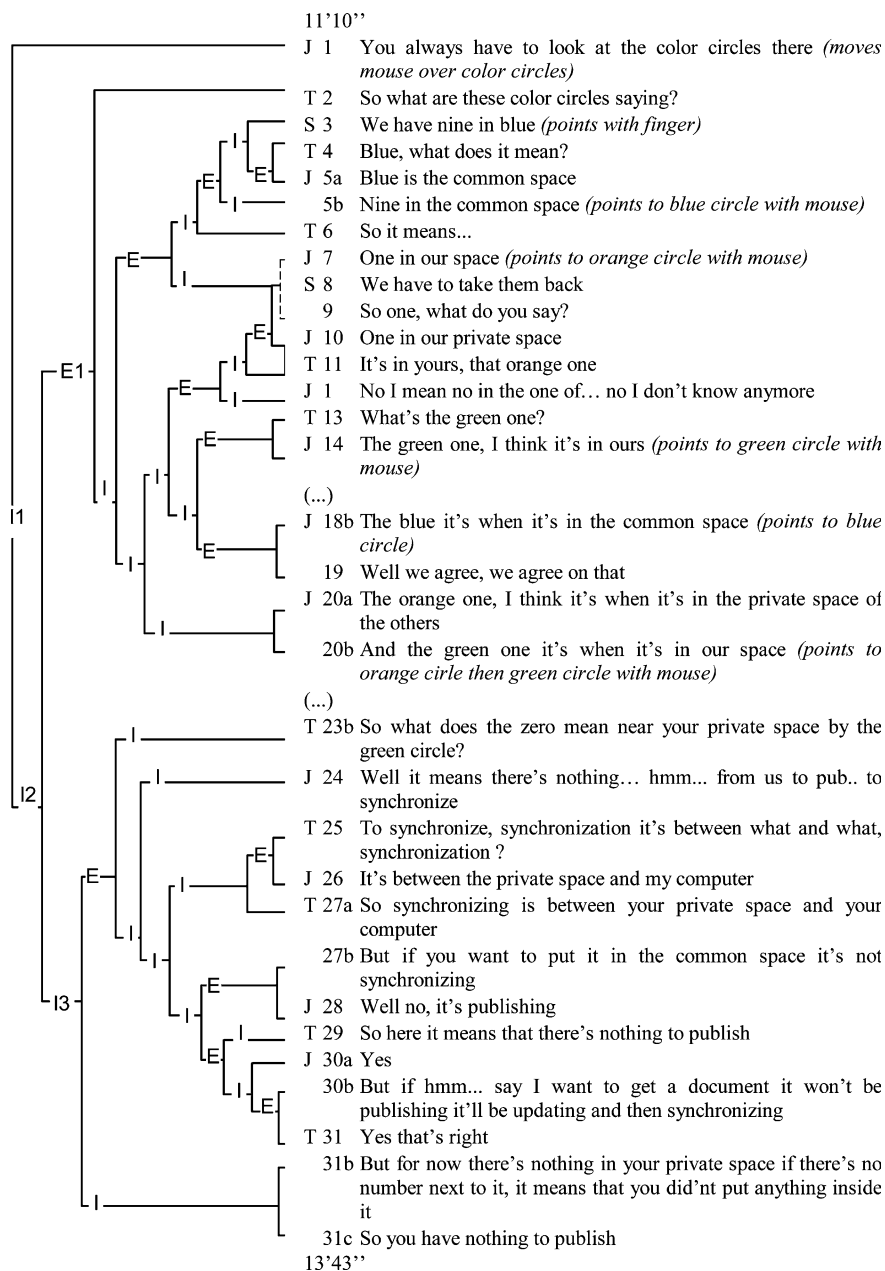 11’10’’
J 1 You always have to look at the color circles there (moves
mouse over color circles)
T 2 So what are these color circles saying?
S 3 We have nine in blue (points with finger)
I
T 4 Blue, what does it mean?
E
J 5a Blue is the common space
E
5b Nine in the common space (points to blue circle with mouse)
I
I
T 6 So it means...
E
J 7 One in our space (points to orange circle with mouse)
I
S 8 We have to take them back
9 So one, what do you say?
E
J 10 One in our private space
I
T 11 It’s in yours, that orange one
E1
E
J 1 No I mean no in the one of… no I don’t know anymore
I
T 13 What’s the green one?
E
J 14 The green one, I think it’s in ours (points to green circle with
mouse)
I
I
(...)
I1
I
J 18b The blue it’s when it’s in the common space (points to blue
circle)
E
I
19 Well we agree, we agree on that
J 20a The orange one, I think it’s when it’s in the private space of
the others
I
20b And the green one it’s when it’s in our space (points to
orange cirle then green circle with mouse)
(...)
T 23b So what does the zero mean near your private space by the
green circle?
I
I
J 24 Well it means there’s nothing… hmm... from us to pub.. to
synchronize
I2
T 25 To synchronize, synchronization it’s between what and what,
synchronization ?
E
E
I
J 26 It’s between the private space and my computer
T 27a So synchronizing is between your private space and your
computer
I
I
27b But if you want to put it in the common space it’s not
synchronizing
E
I3
J 28 Well no, it’s publishing
I
T 29 So here it means that there’s nothing to publish
I
E
J 30a Yes
30b But if hmm... say I want to get a document it won’t be
publishing it’ll be updating and then synchronizing
I
E
T 31 Yes that’s right
31b But for now there’s nothing in your private space if there’s no
number next to it, it means that you did’nt put anything inside
it
I
31c So you have nothing to publish
13’43’’